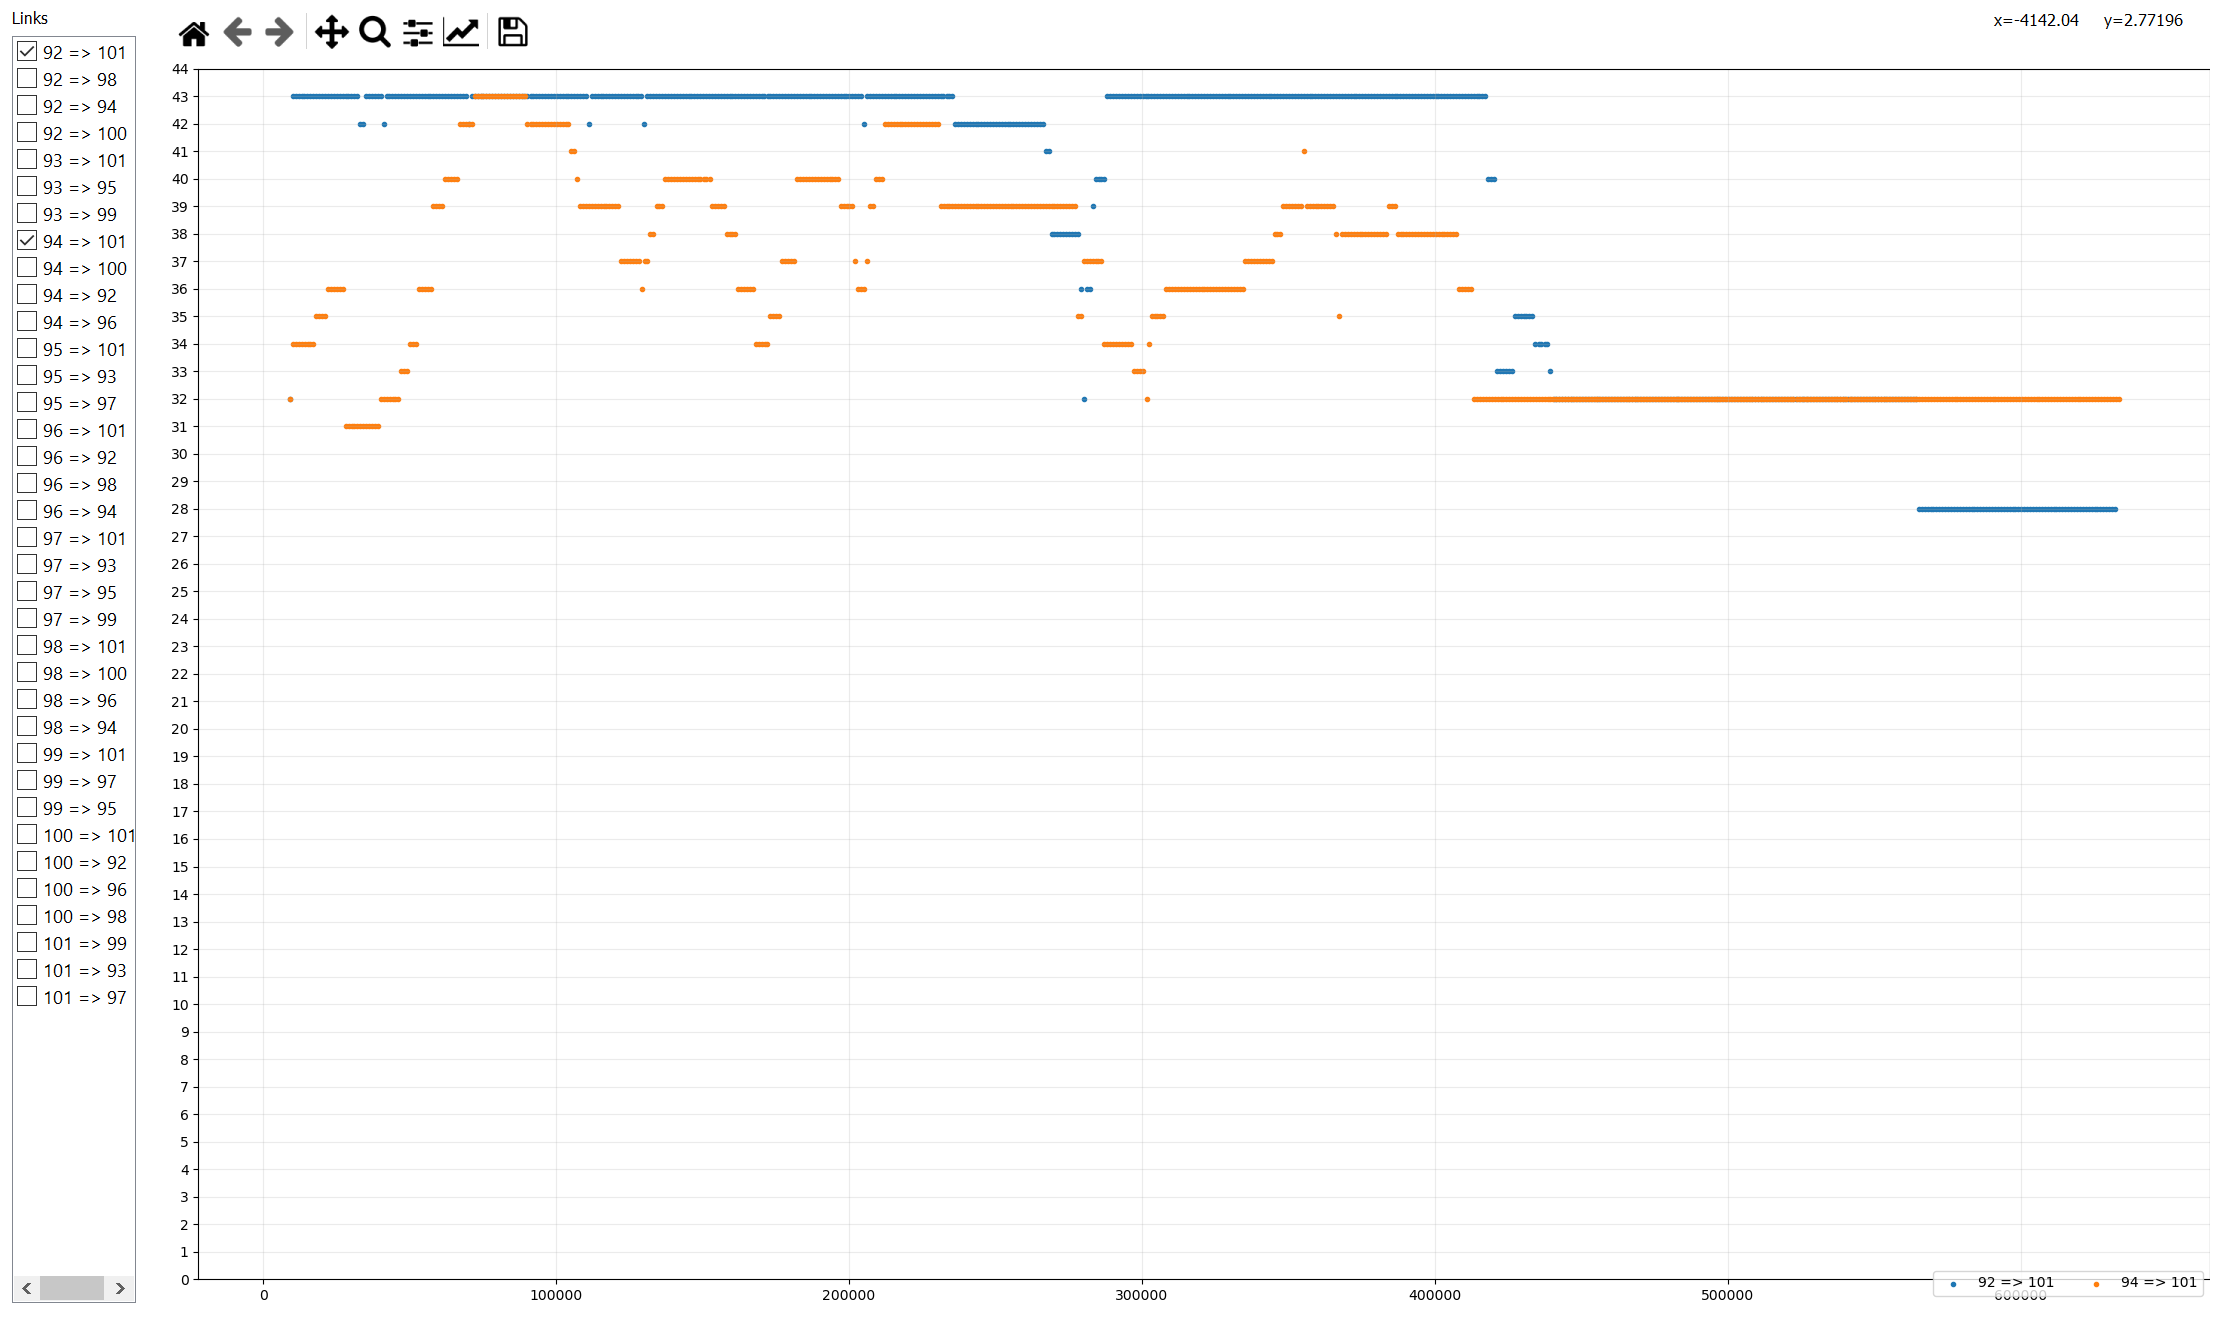 Links
x=-4142.04 y=2.77196
92 => 101
92 => 98
92 => 94
92 => 100
93 => 101
93 => 95
93 => 99
94 => 101
94 => 100
94 => 92
94 => 96
95 => 101
95 => 93
95 => 97
96 => 101
96 => 92
96 => 98
96 => 94
97 => 101
97 => 93
97 => 95
97 => 99
98 => 101
98 => 100
98 => 96
98 => 94
99 => 101
99 => 97
99 => 95
100 => 101
100 => 92
100 => 96
100 => 98
101 => 99
101 => 93
101 => 97
44
43
42
41
40
39
38
37
36
35
34
33
32
31
30
29
28
27
26
25
24
23
22
21
20
19
18
17
16
15
14
13
12
11
10
9
8
7
6
5
4
3
2
1
0
0 100000 200000 300000 400000 500000 600000
92 => 101 94 => 101